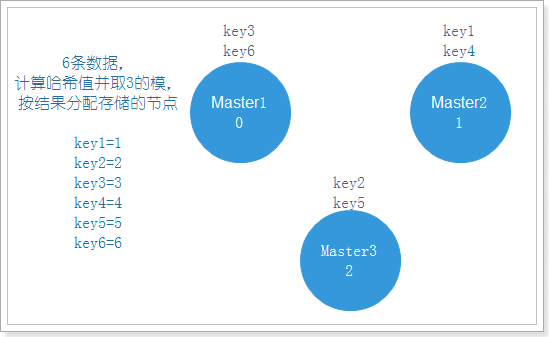 6条数据，
计算哈希值并取3的模，
按结果分配存储的节点
key1=1
key2=2
key3=3
key4=4
key5=5
key6=6
key3
key6
Master1
0
key1
key4
Master2
1
key2
key5
Master3
2